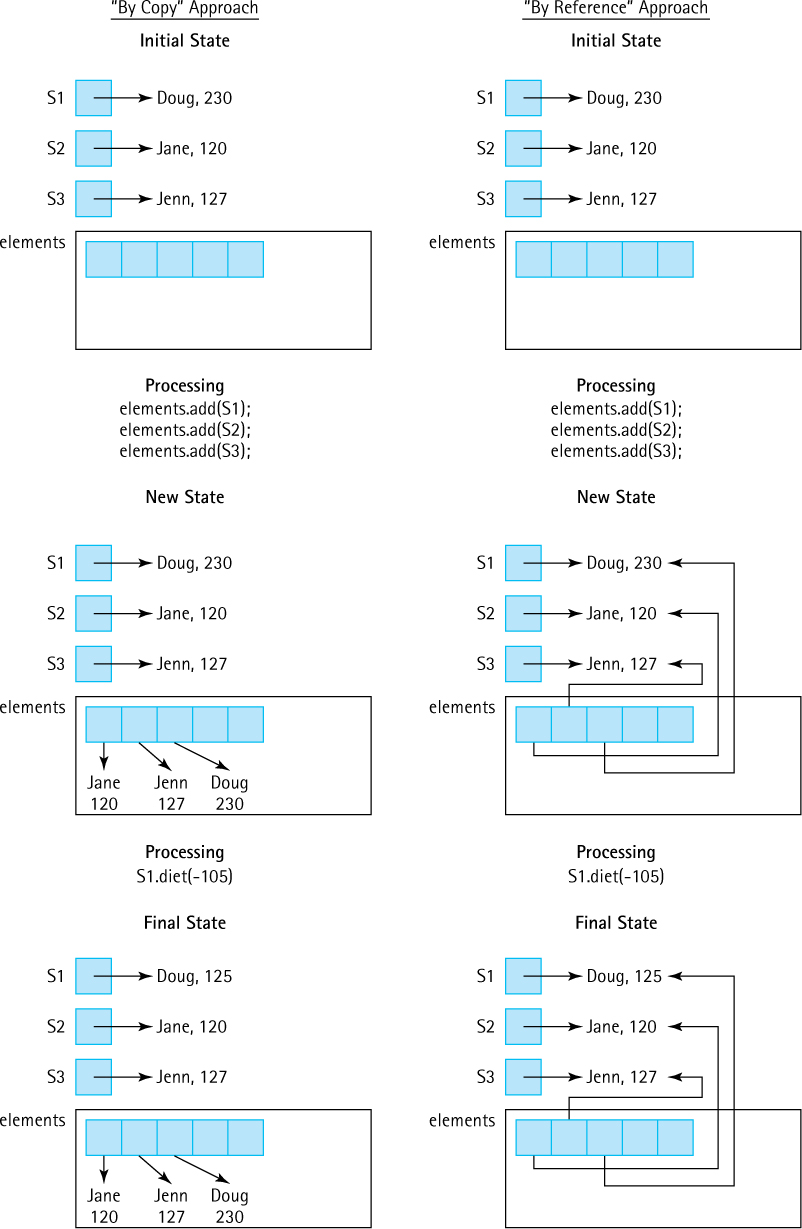 "By Copy" Approach
Initial State
S1 Doug, 230
S2 Jane, 120
S3 Jenn, 127
elements
Processing
elements.add(S1);
elements.add(S2);
elements.add(S3);
New State
S1 Doug, 230
S2 Jane, 120
S3 Jenn, 127
elements
Jane Jenn Doug
120 127 230
Processing
S1.diet(-105)
Final State
S1 Doug, 125
S2 Jane, 120
S3 Jenn, 127
elements
Jane Jenn Doug
120 127 230
"By Reference" Approach
Initial State
S1 Doug, 230
S2 Jane, 120
S3 Jenn, 127
elements
Processing
elements.add(S1);
elements.add(S2);
elements.add(S3);
New State
S1 Doug, 230
S2 Jane, 120
S3 Jenn, 127
elements
Processing
S1.diet(-105)
Final State
S1 Doug, 125
S2 Jane, 120
S3 Jenn, 127
elements